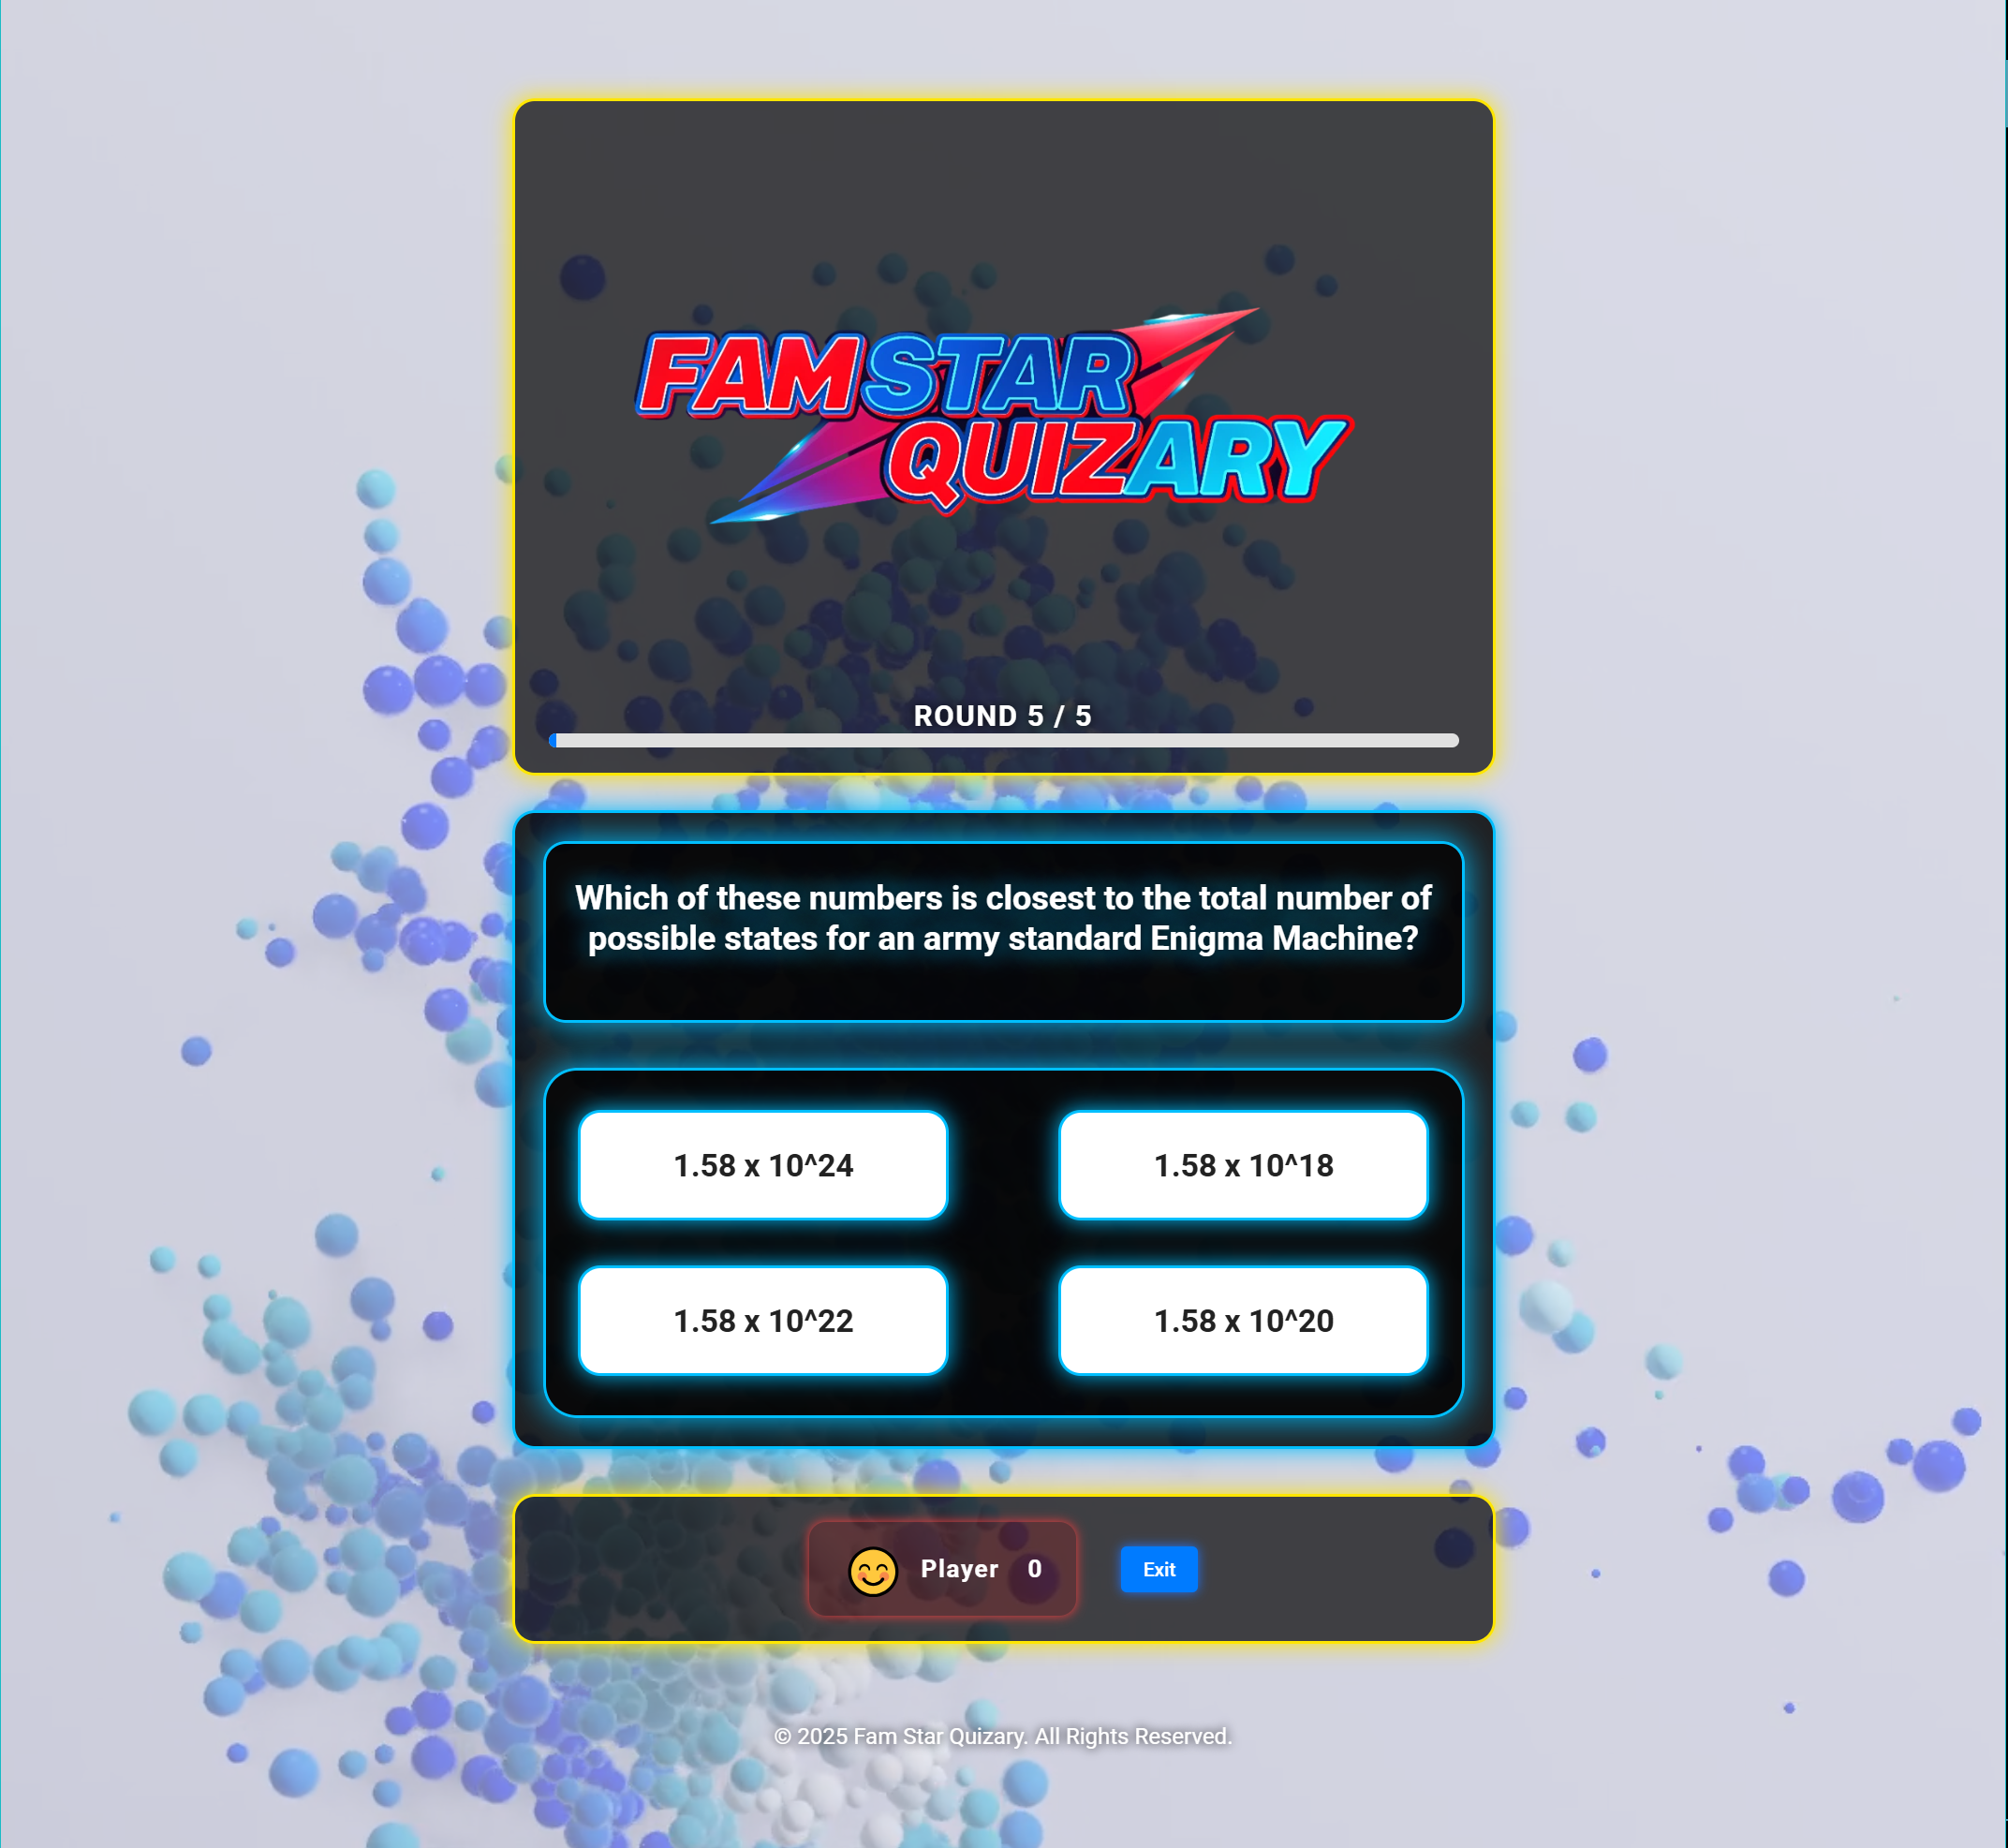 FAM STAR
QUIZARY
ROUND 5 / 5
Which of these numbers is closest to the total number of
possible states for an army standard Enigma Machine?
1.58 x 10^24
1.58 x 10^18
1.58 x 10^22
1.58 x 10^20
Player 0
Exit
© 2025 Fam Star Quizary. All Rights Reserved.